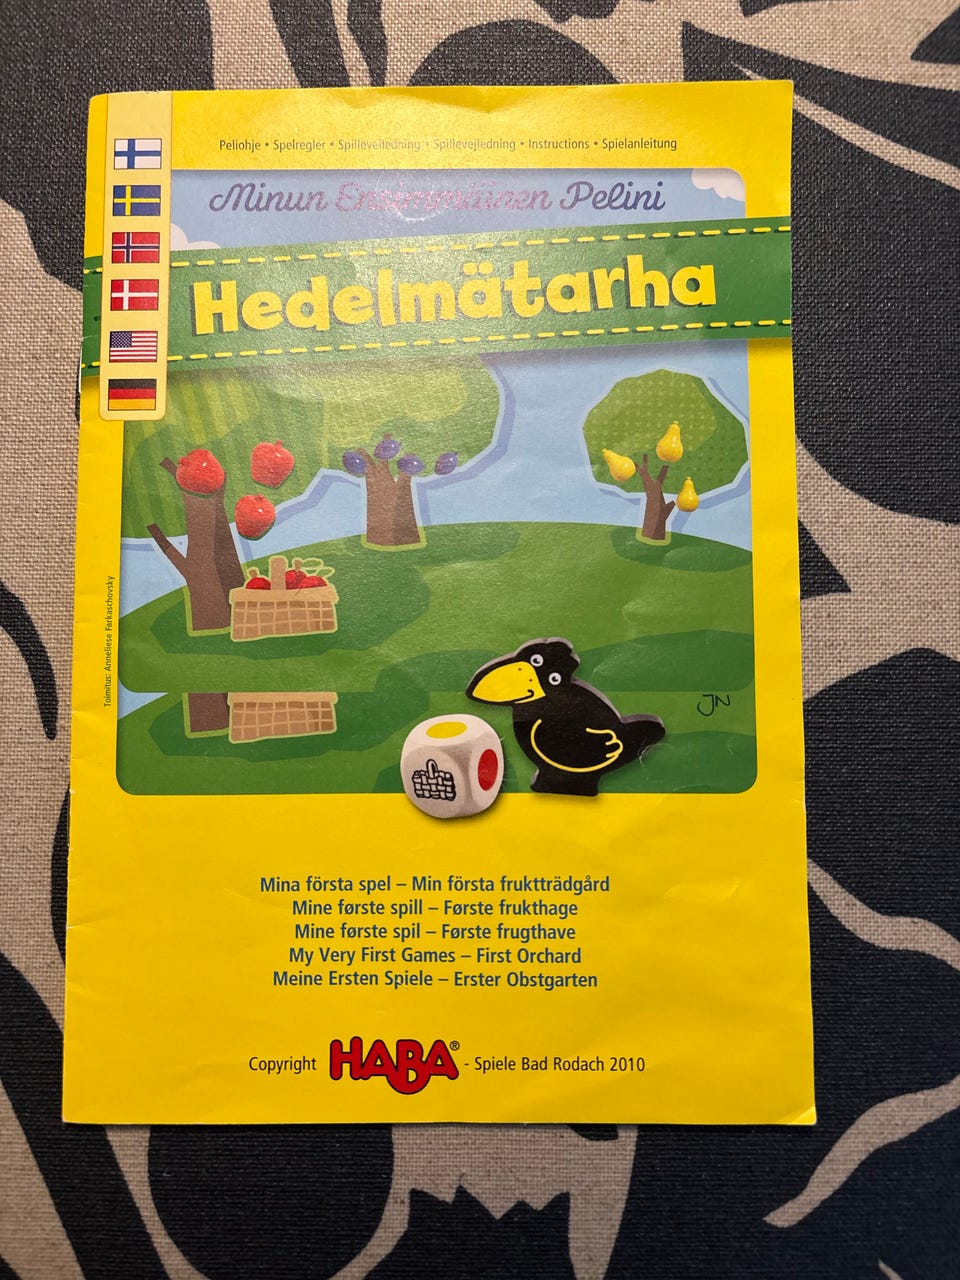 Peliohje • Spelregler • Spilleveiledning • Spillevejledning • Instructions • Spielanleitung
Minun Ensimmäinen Pelini
Hedelmätarha
Toimitus: Anneliese Farkaschovsky
JN
Mina första spel – Min första fruktträdgård
Mine første spill – Første frukthage
Mine første spil – Første frugthave
My Very First Games – First Orchard
Meine Ersten Spiele – Erster Obstgarten
Copyright HABA® - Spiele Bad Rodach 2010